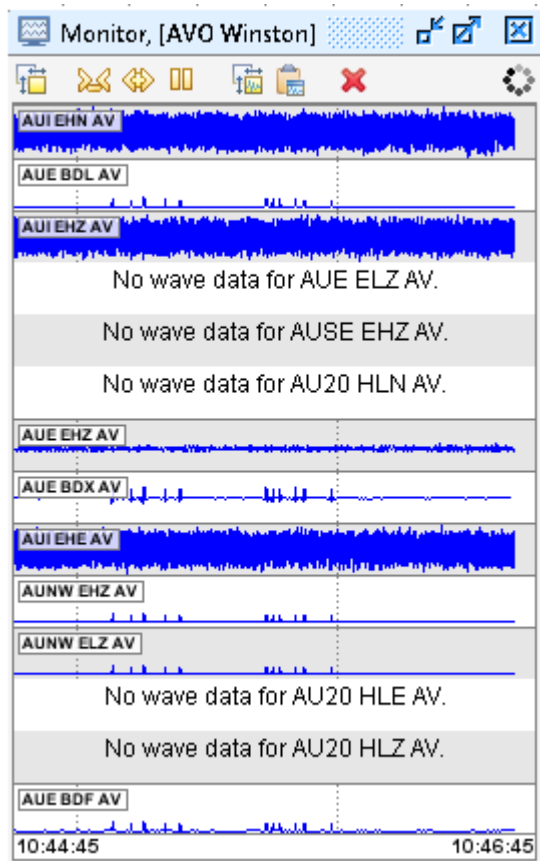 Monitor, [AVO Winston]
AUI EHN AV
AUE BDL AV
AUI EHZ AV
No wave data for AUE ELZ AV.
No wave data for AUSE EHZ AV.
No wave data for AU20 HLN AV.
AUE EHZ AV
AUE BDX AV
AUI EHE AV
AUNW EHZ AV
AUNW ELZ AV
No wave data for AU20 HLE AV.
No wave data for AU20 HLZ AV.
AUE BDF AV
10:44:45 10:46:45